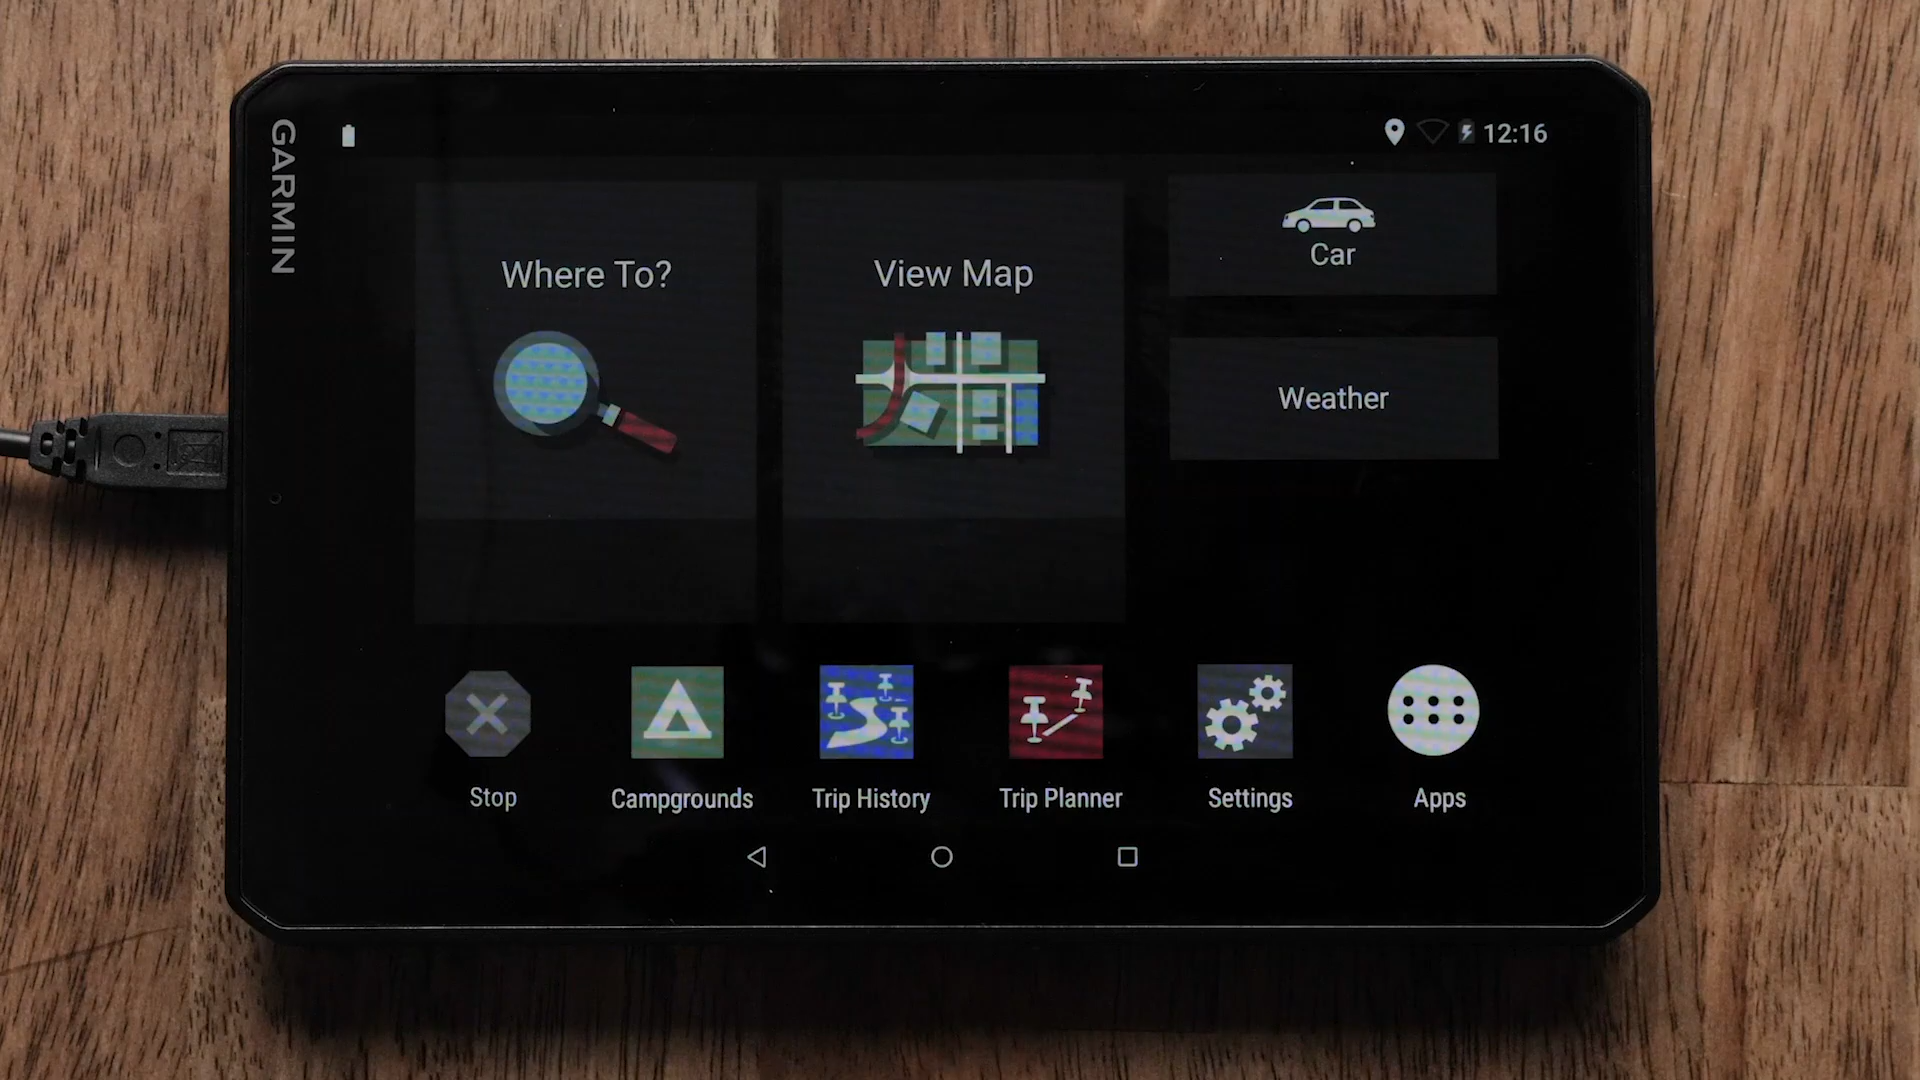 GARMIN
12:16
Where To?
View Map
Car
Weather
Stop
Campgrounds
Trip History
Trip Planner
Settings
Apps